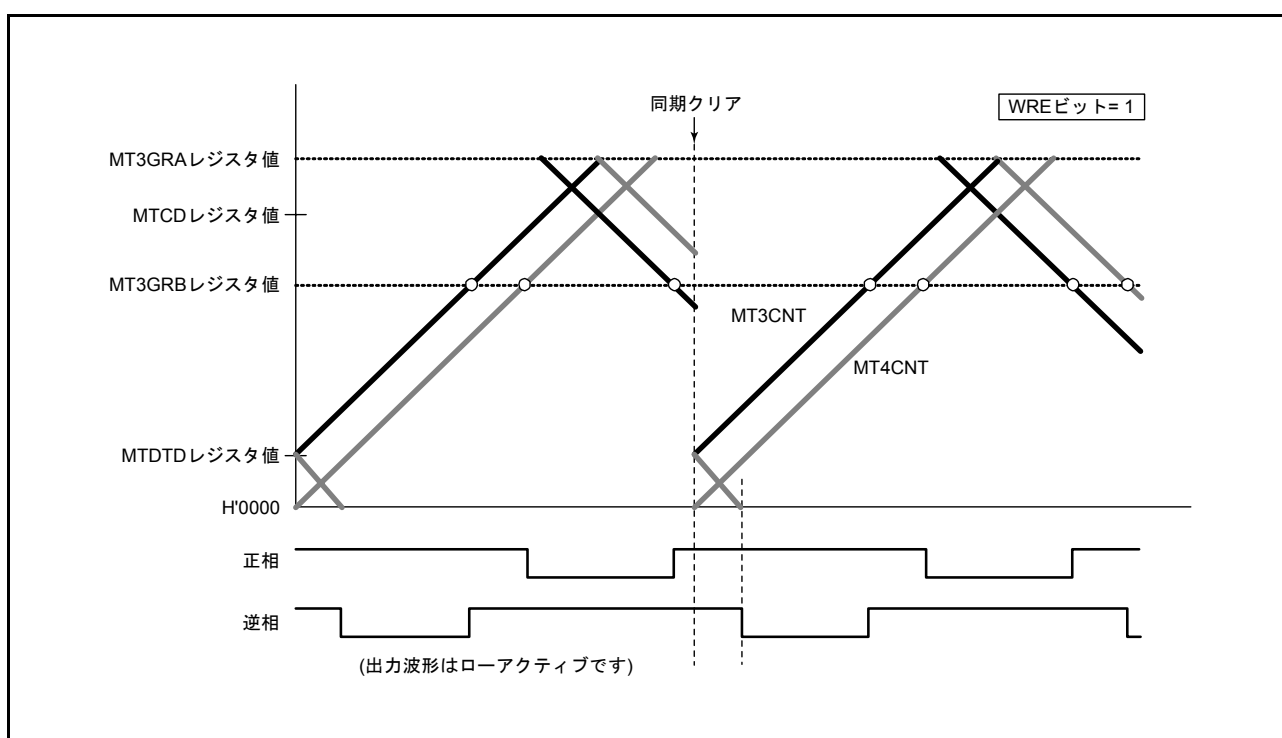 同期クリア
WREビット= 1
MT3GRAレジスタ値
MTCDレジスタ値
MT3GRBレジスタ値
MT3CNT
MT4CNT
MTDTDレジスタ値
H'0000
正相
逆相
(出力波形はローアクティブです)